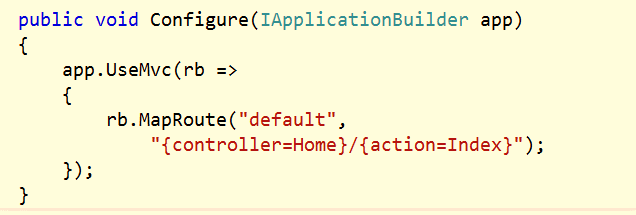 public void Configure(IApplicationBuilder app)
{
    app.UseMvc(rb =>
    {
        rb.MapRoute("default",
            "{controller=Home}/{action=Index}");
    });
}